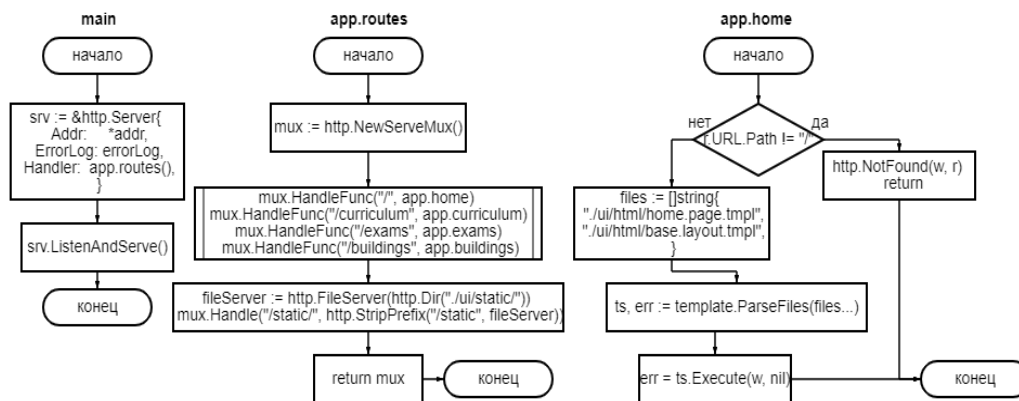 main
начало
srv := &http.Server{
Addr: *addr,
ErrorLog: errorLog,
Handler: app.routes(),
}
srv.ListenAndServe()
конец
app.routes
начало
mux := http.NewServeMux()
mux.HandleFunc("/", app.home)
mux.HandleFunc("/curriculum", app.curriculum)
mux.HandleFunc("/exams", app.exams)
mux.HandleFunc("/buildings", app.buildings)
fileServer := http.FileServer(http.Dir("./ui/static/"))
mux.Handle("/static/", http.StripPrefix("/static", fileServer))
return mux
конец
app.home
начало
нет
да
r.URL.Path != "/"
http.NotFound(w, r)
return
files := []string{
"./ui/html/home.page.tmpl",
"./ui/html/base.layout.tmpl",
}
ts, err := template.ParseFiles(files...)
err = ts.Execute(w, nil)
конец